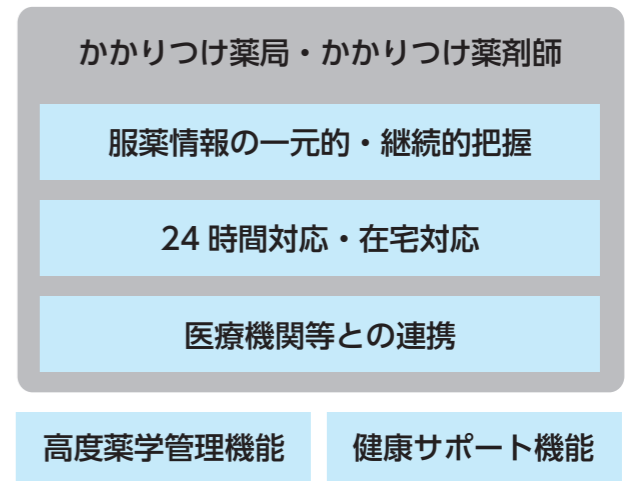 かかりつけ薬局・かかりつけ薬剤師
服薬情報の一元的・継続的把握
24 時間対応・在宅対応
医療機関等との連携
高度薬学管理機能
健康サポート機能